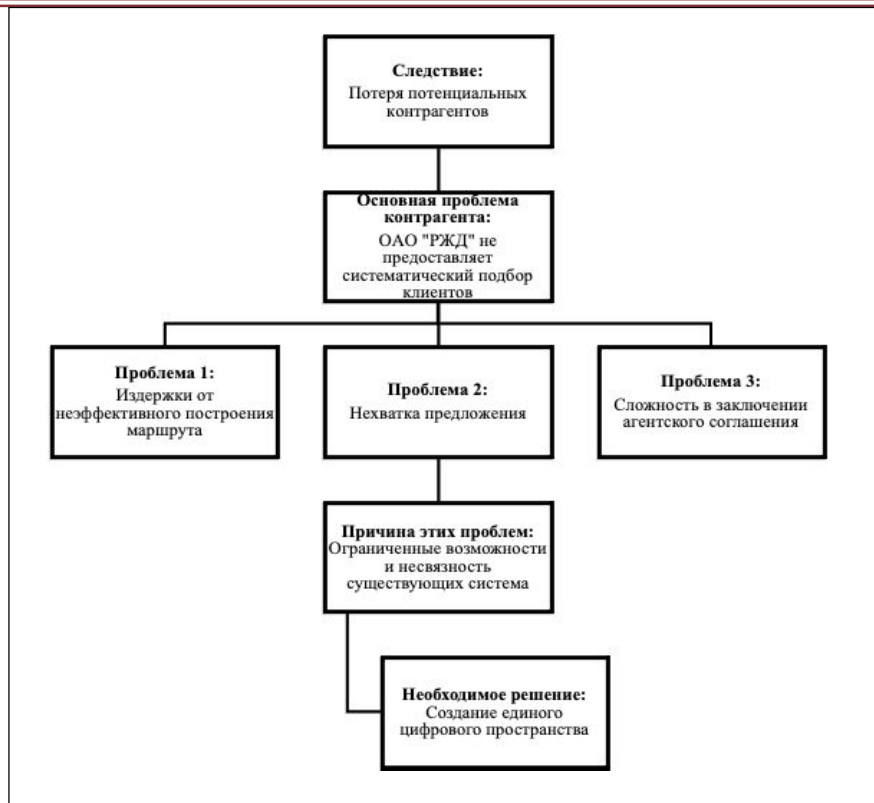 Следствие:
Потеря потенциальных
контрагентов
Основная проблема
контрагента:
ОАО "РЖД" не
предоставляет
систематический подбор
клиентов
Проблема 1:
Издержки от
неэффективного построения
маршрута
Проблема 2:
Нехватка предложения
Проблема 3:
Сложность в заключении
агентского соглашения
Причина этих проблем:
Ограниченные возможности
и несвязность
существующих система
Необходимое решение:
Создание единого
цифрового пространства